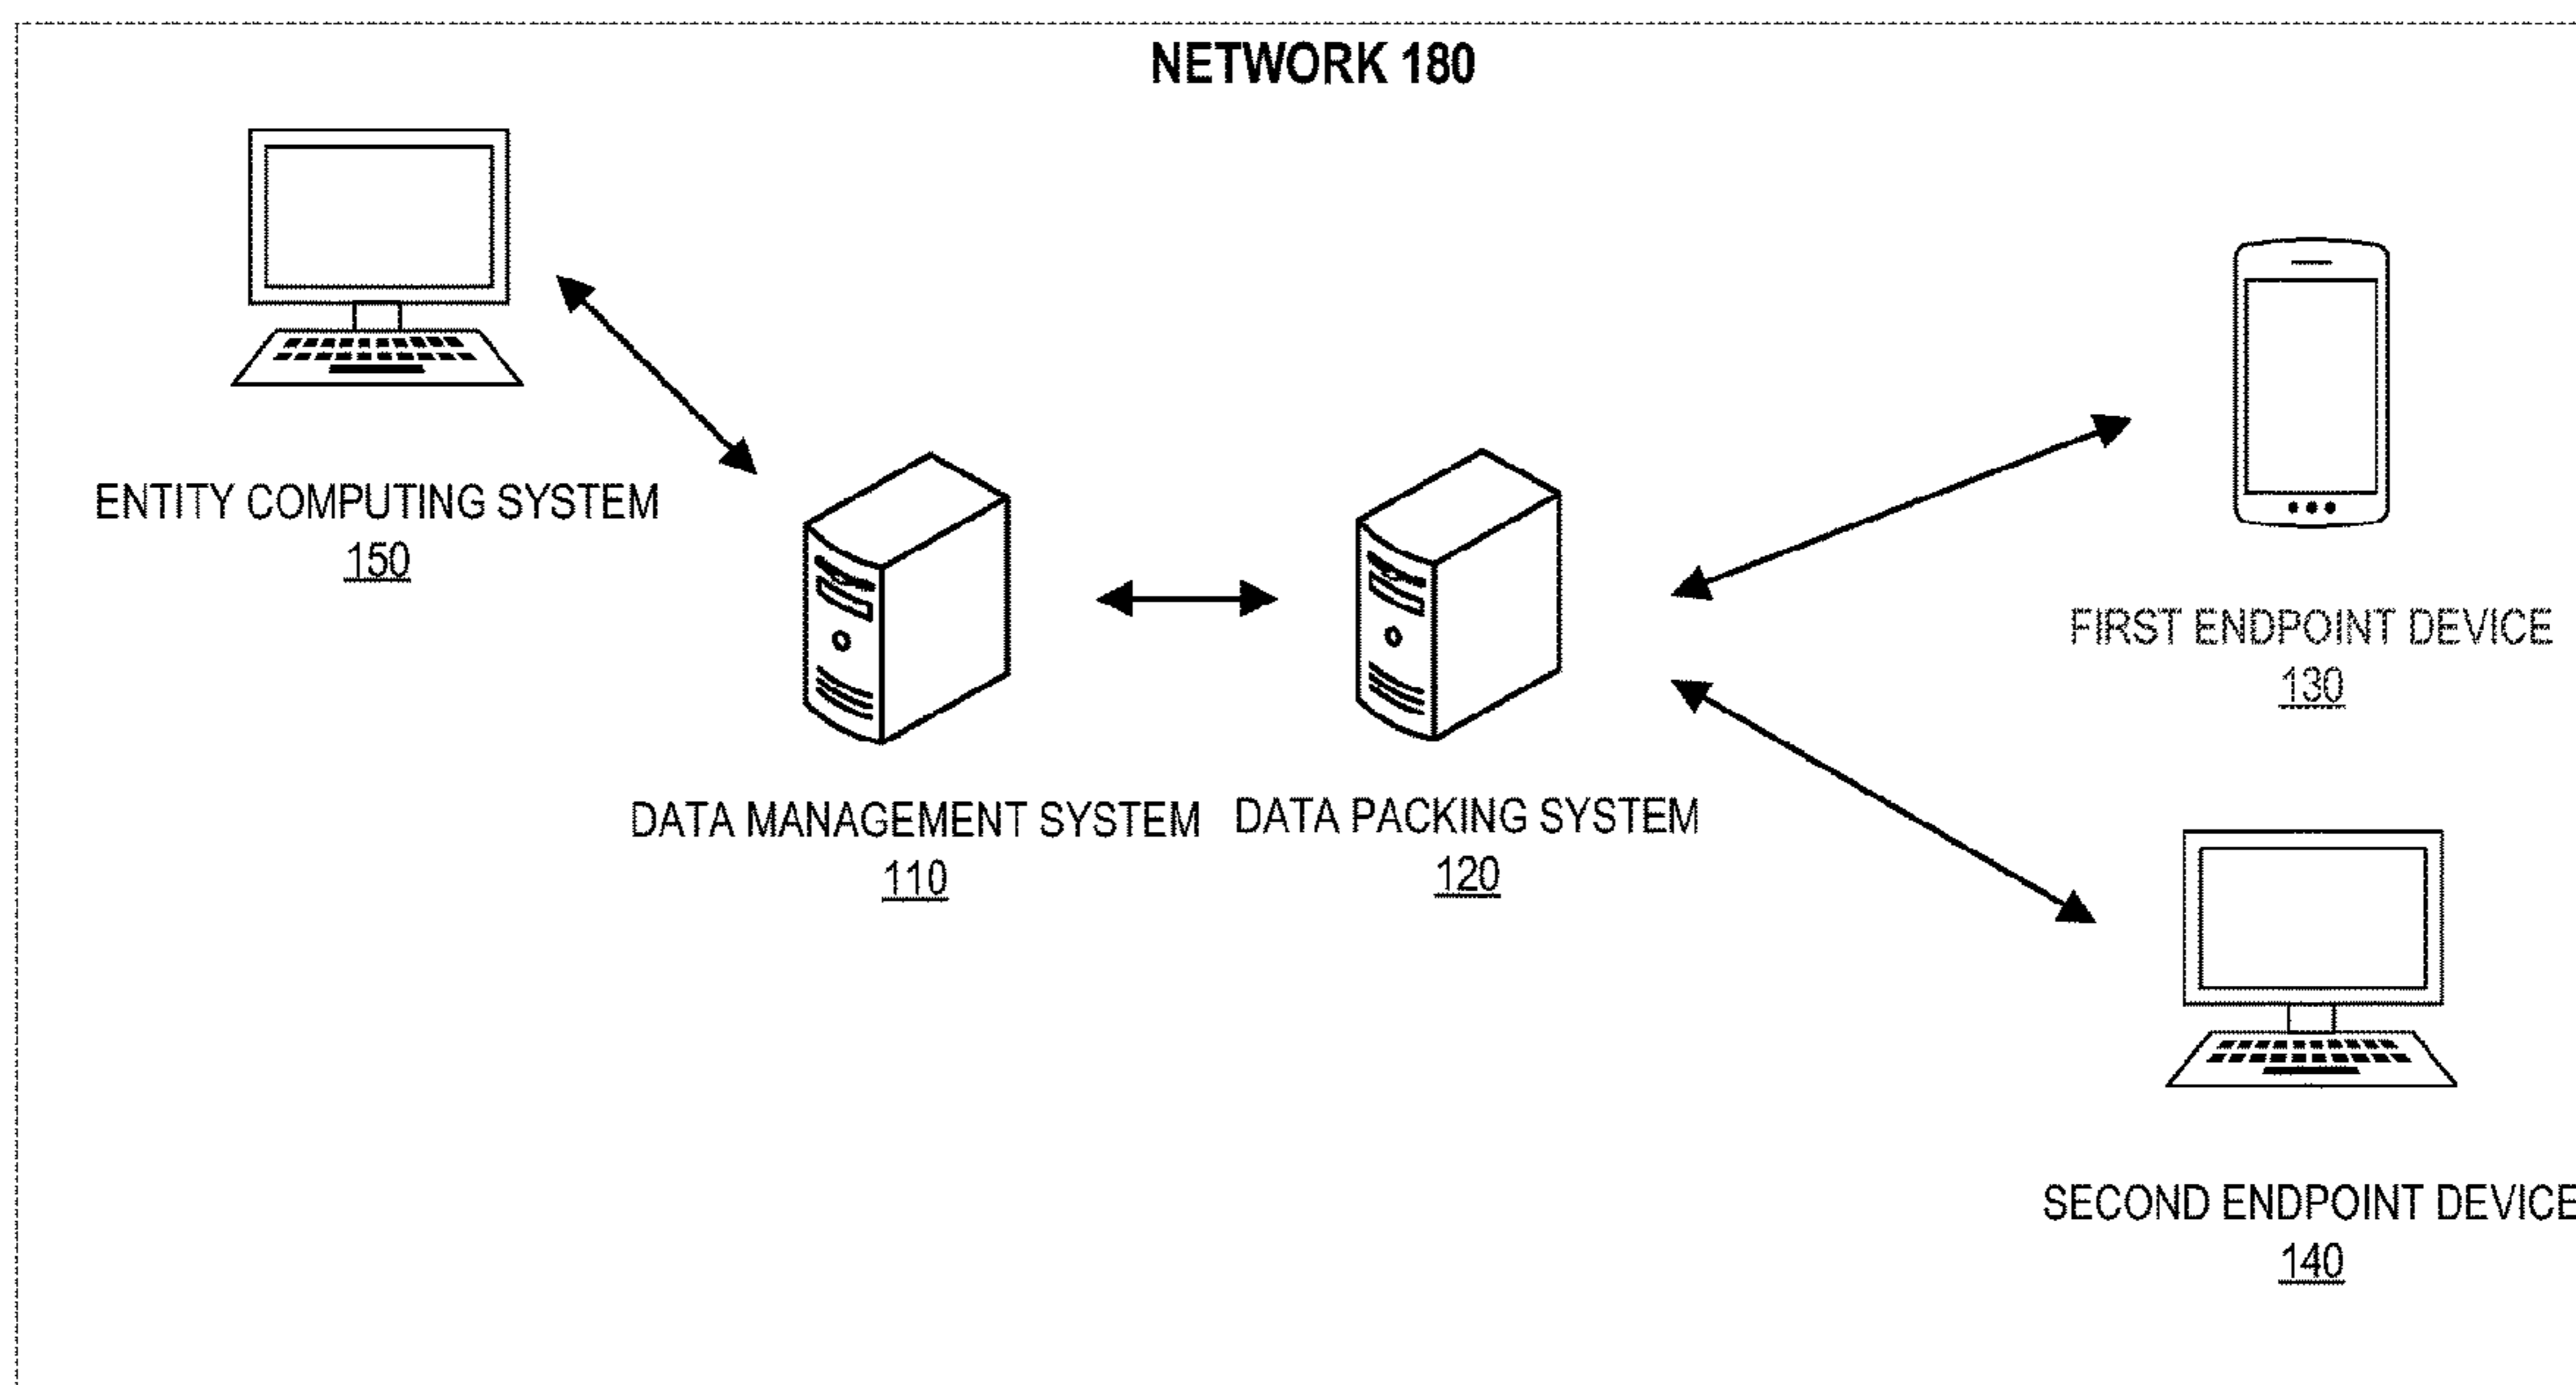 NETWORK 180
ENTITY COMPUTING SYSTEM
150
DATA MANAGEMENT SYSTEM
110
DATA PACKING SYSTEM
120
FIRST ENDPOINT DEVICE
130
SECOND ENDPOINT DEVICE
140